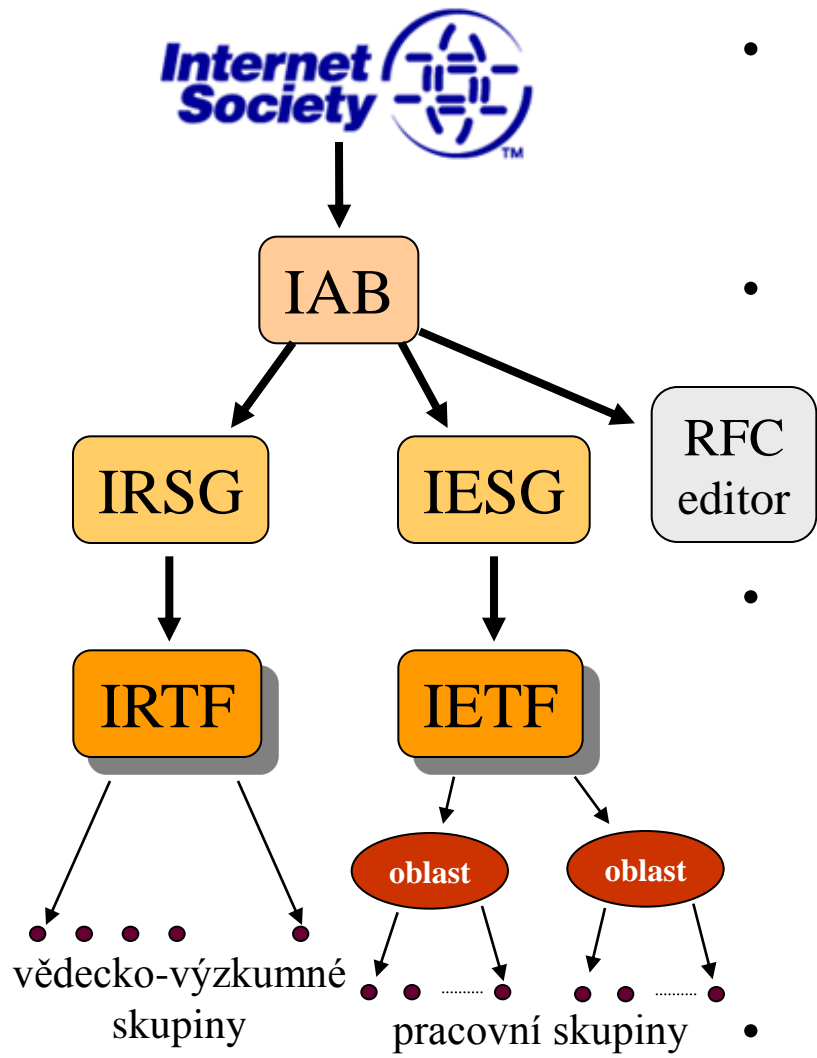 Internet
Society
TM
IAB
RFC
editor
IRSG
IESG
IRTF
IETF
oblast
oblast
vědecko-výzkumné
skupiny
pracovní skupiny